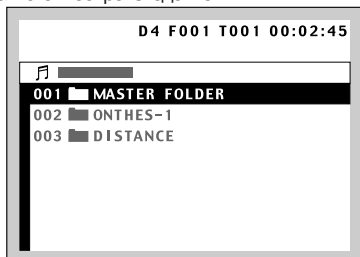 D4 F001 T001 00:02:45
001 MASTER FOLDER
002 ONTHES-1
003 DISTANCE